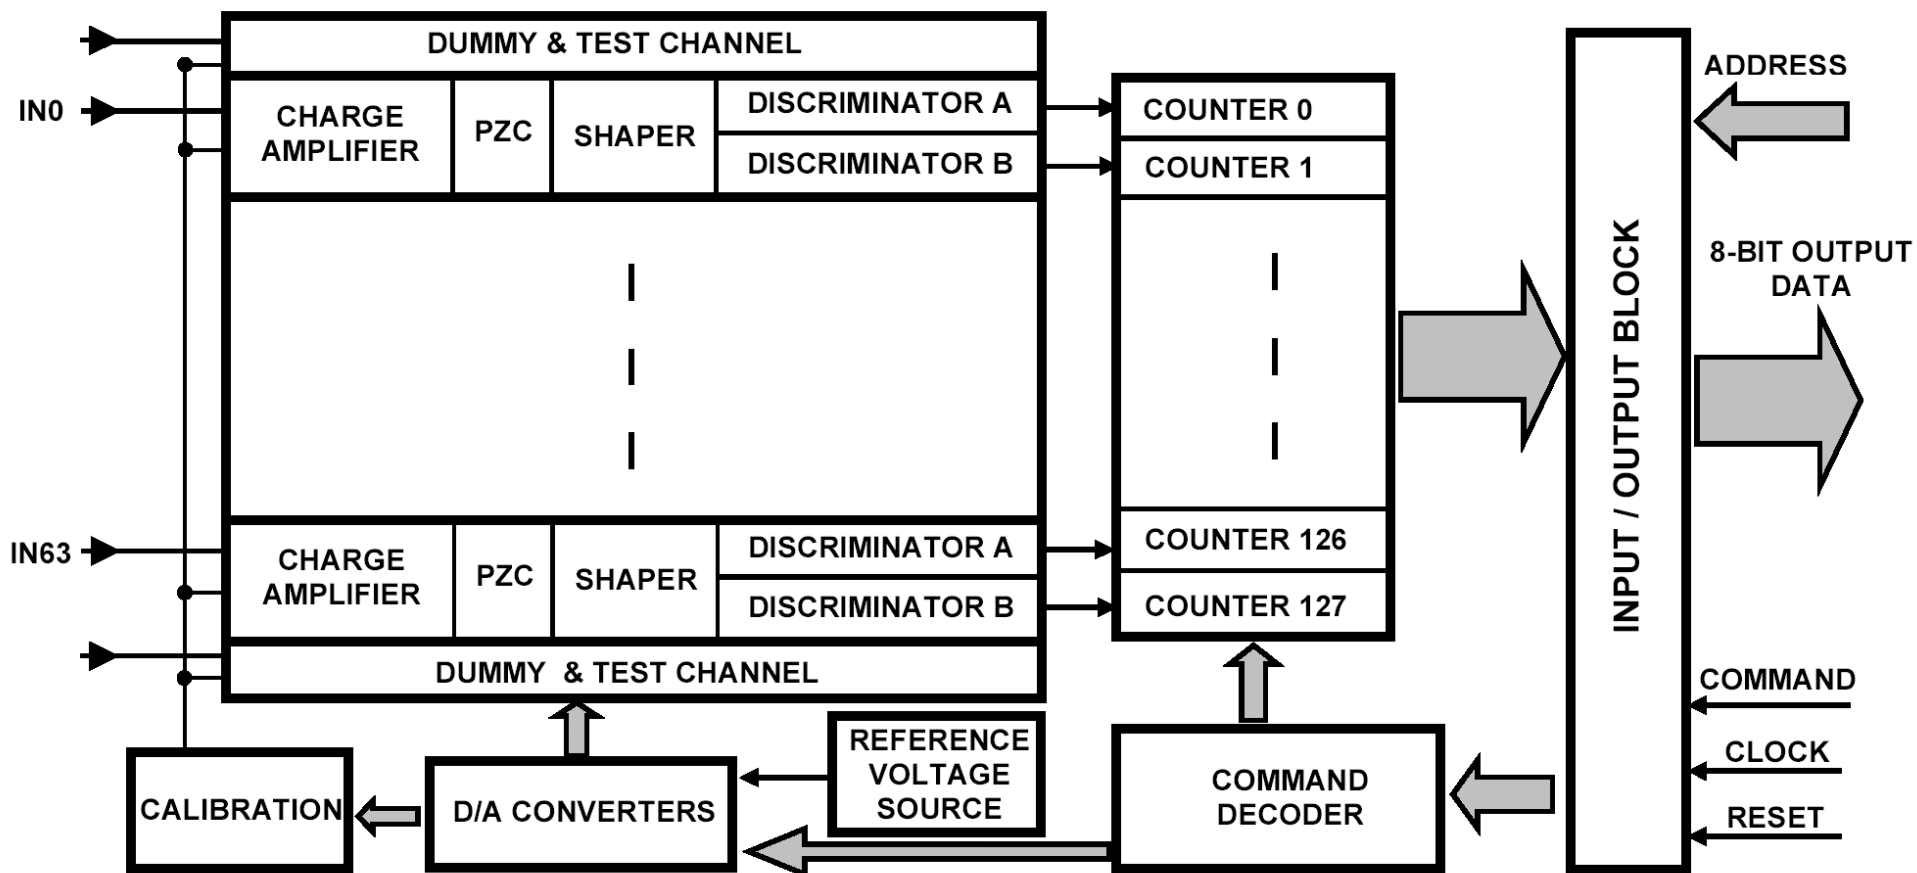 DUMMY & TEST CHANNEL
IN0
CHARGE
AMPLIFIER
PZC
SHAPER
DISCRIMINATOR A
DISCRIMINATOR B
COUNTER 0
COUNTER 1
ADDRESS
8-BIT OUTPUT
DATA
INPUT / OUTPUT BLOCK
IN63
CHARGE
AMPLIFIER
PZC
SHAPER
DISCRIMINATOR A
DISCRIMINATOR B
COUNTER 126
COUNTER 127
DUMMY & TEST CHANNEL
COMMAND
CLOCK
RESET
CALIBRATION
D/A CONVERTERS
REFERENCE
VOLTAGE
SOURCE
COMMAND
DECODER